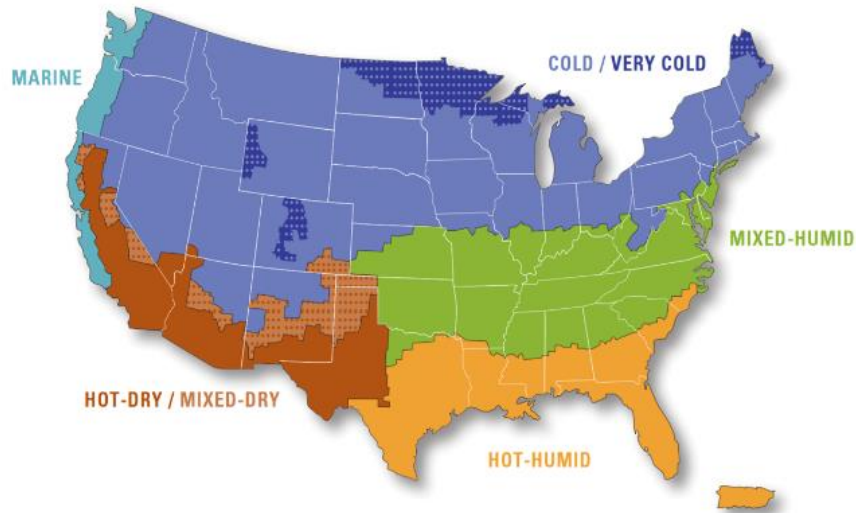 MARINE
COLD / VERY COLD
MIXED-HUMID
HOT-DRY / MIXED-DRY
HOT-HUMID